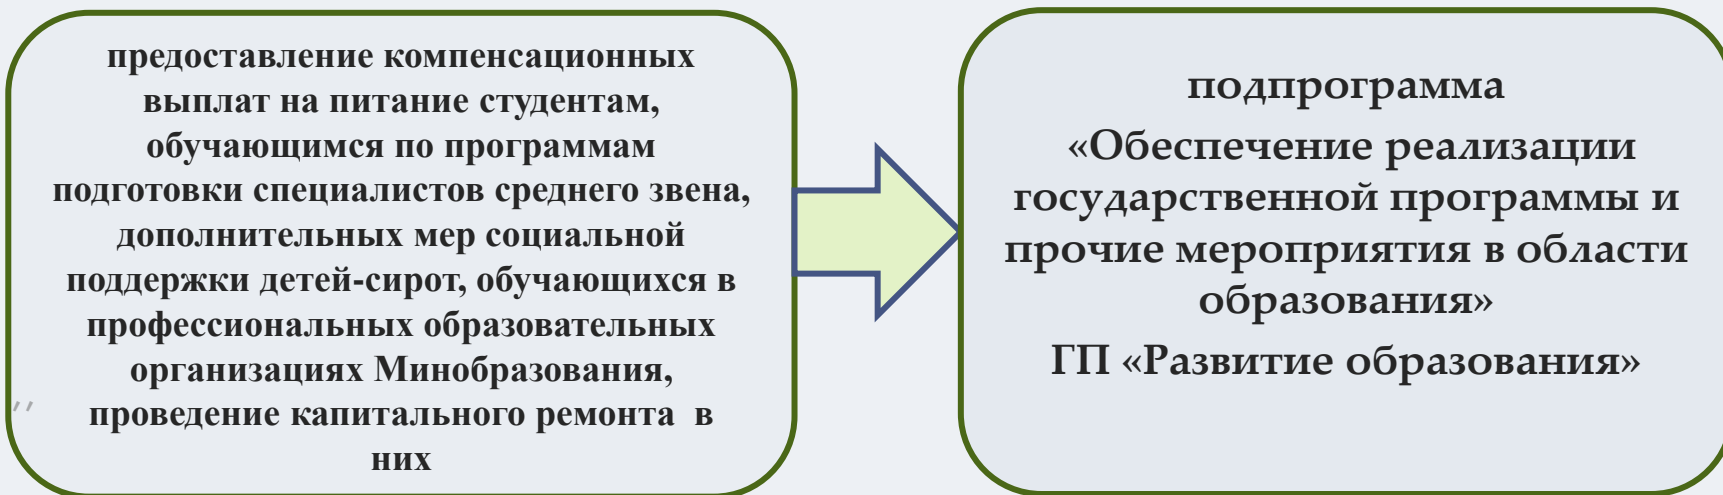 предоставление компенсационных
выплат на питание студентам,
обучающимся по программам
подготовки специалистов среднего звена,
дополнительных мер социальной
поддержки детей-сирот, обучающихся в
профессиональных образовательных
организациях Минобразования,
проведение капитального ремонта в
них
подпрограмма
«Обеспечение реализации
государственной программы и
прочие мероприятия в области
образования»
ГП «Развитие образования»